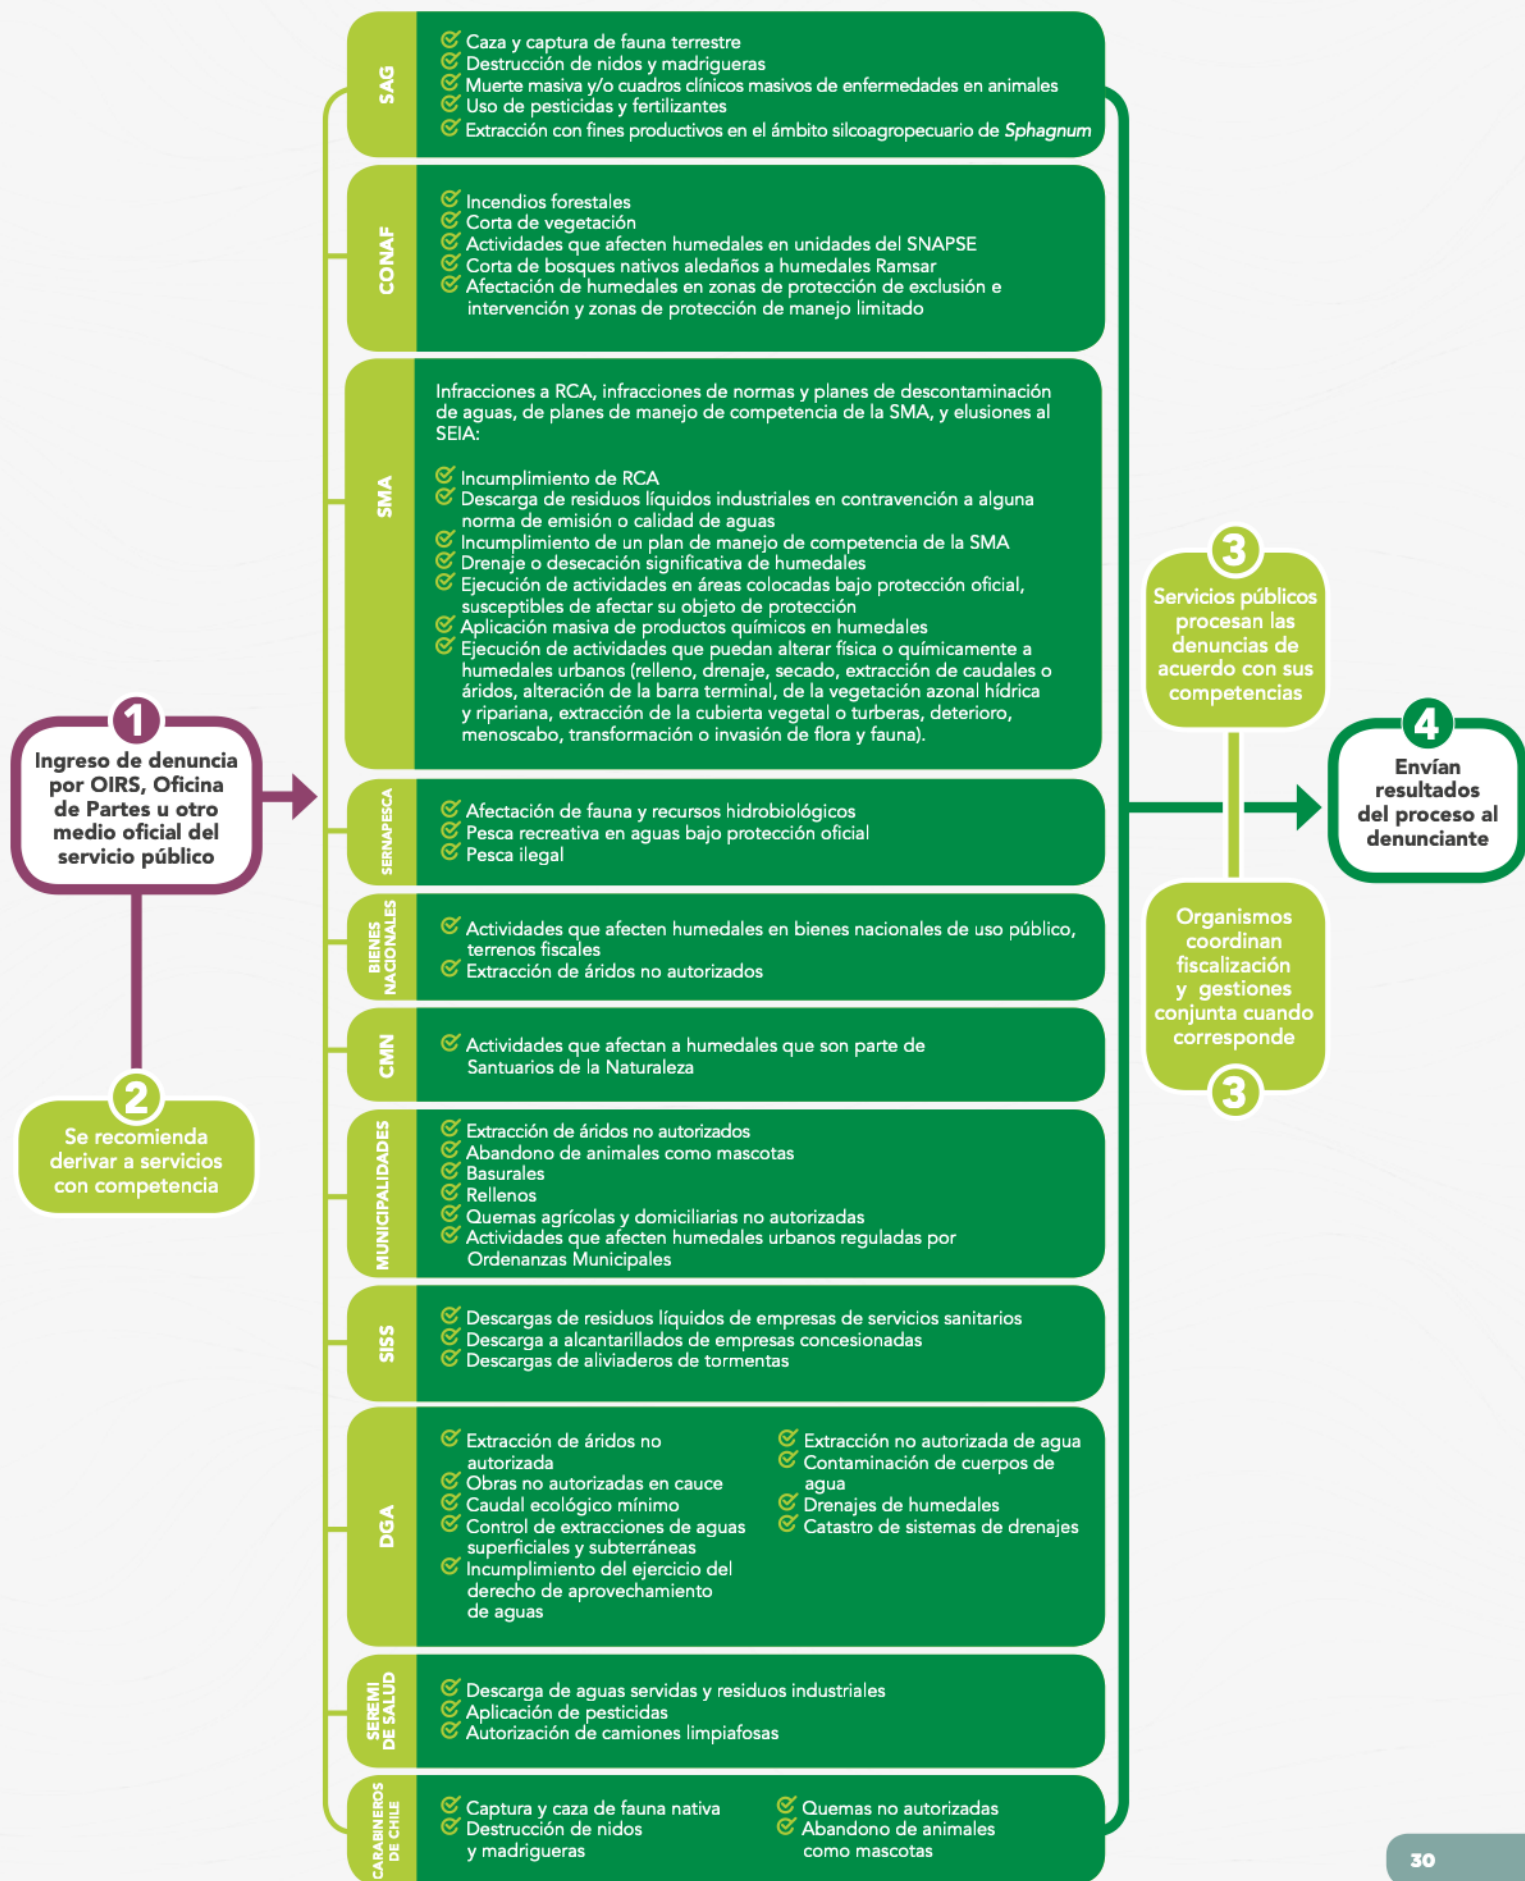 1
Ingreso de denuncia
por OIRS, Oficina
de Partes u otro
medio oficial del
servicio público
2
Se recomienda
derivar a servicios
con competencia
SAG
Caza y captura de fauna terrestre
Destrucción de nidos y madrigueras
Muerte masiva y/o cuadros clínicos masivos de enfermedades en animales
Uso de pesticidas y fertilizantes
Extracción con fines productivos en el ámbito silcoagropecuario de Sphagnum
CONAF
Incendios forestales
Corta de vegetación
Actividades que afecten humedales en unidades del SNAPSE
Corta de bosques nativos aledaños a humedales Ramsar
Afectación de humedales en zonas de protección de exclusión e
intervención y zonas de protección de manejo limitado
SMA
Infracciones a RCA, infracciones de normas y planes de descontaminación
de aguas, de planes de manejo de competencia de la SMA, y elusiones al
SEIA:
Incumplimiento de RCA
Descarga de residuos líquidos industriales en contravención a alguna
norma de emisión o calidad de aguas
Incumplimiento de un plan de manejo de competencia de la SMA
Drenaje o desecación significativa de humedales
Ejecución de actividades en áreas colocadas bajo protección oficial,
susceptibles de afectar su objeto de protección
Aplicación masiva de productos químicos en humedales
Ejecución de actividades que puedan alterar física o químicamente a
humedales urbanos (relleno, drenaje, secado, extracción de caudales o
áridos, alteración de la barra terminal, de la vegetación azonal hídrica
y ripariana, extracción de la cubierta vegetal o turberas, deterioro,
menoscabo, transformación o invasión de flora y fauna).
SERNAPESCA
Afectación de fauna y recursos hidrobiológicos
Pesca recreativa en aguas bajo protección oficial
Pesca ilegal
BIENES
NACIONALES
Actividades que afecten humedales en bienes nacionales de uso público,
terrenos fiscales
Extracción de áridos no autorizados
CMN
Actividades que afectan a humedales que son parte de
Santuarios de la Naturaleza
MUNICIPALIDADES
Extracción de áridos no autorizados
Abandono de animales como mascotas
Basurales
Rellenos
Quemas agrícolas y domiciliarias no autorizadas
Actividades que afecten humedales urbanos reguladas por
Ordenanzas Municipales
SISS
Descargas de residuos líquidos de empresas de servicios sanitarios
Descarga a alcantarillados de empresas concesionadas
Descargas de aliviaderos de tormentas
DGA
Extracción de áridos no
autorizada
Obras no autorizadas en cauce
Caudal ecológico mínimo
Control de extracciones de aguas
superficiales y subterráneas
Incumplimiento del ejercicio del
derecho de aprovechamiento
de aguas
Extracción no autorizada de agua
Contaminación de cuerpos de
agua
Drenajes de humedales
Catastro de sistemas de drenajes
SEREMI
DE SALUD
Descarga de aguas servidas y residuos industriales
Aplicación de pesticidas
Autorización de camiones limpiafosas
CARABINEROS
DE CHILE
Captura y caza de fauna nativa
Destrucción de nidos
y madrigueras
Quemas no autorizadas
Abandono de animales
como mascotas
3
Servicios públicos
procesan las
denuncias de
acuerdo con sus
competencias
Organismos
coordinan
fiscalización
y gestiones
conjunta cuando
corresponde
3
4
Envían
resultados
del proceso al
denunciante
30